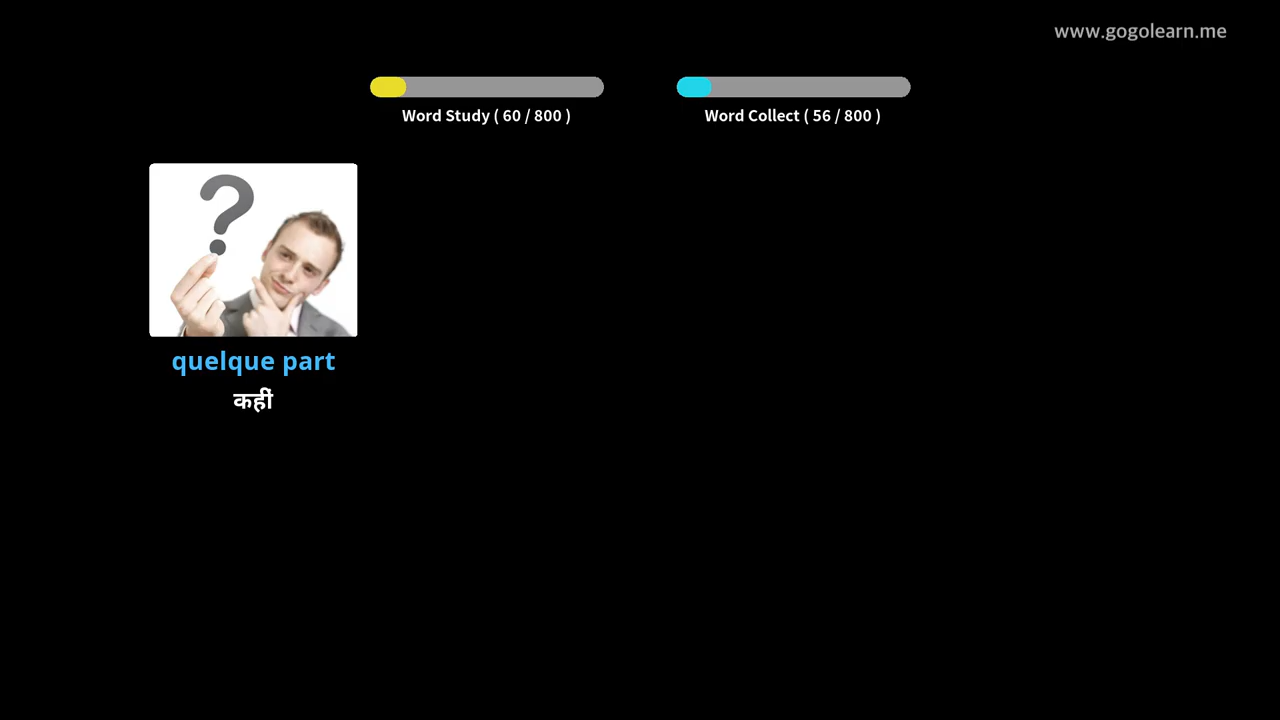 www.gogolearn.me
Word Study ( 60 / 800 )
Word Collect ( 56 / 800 )
?
quelque part
कहीं